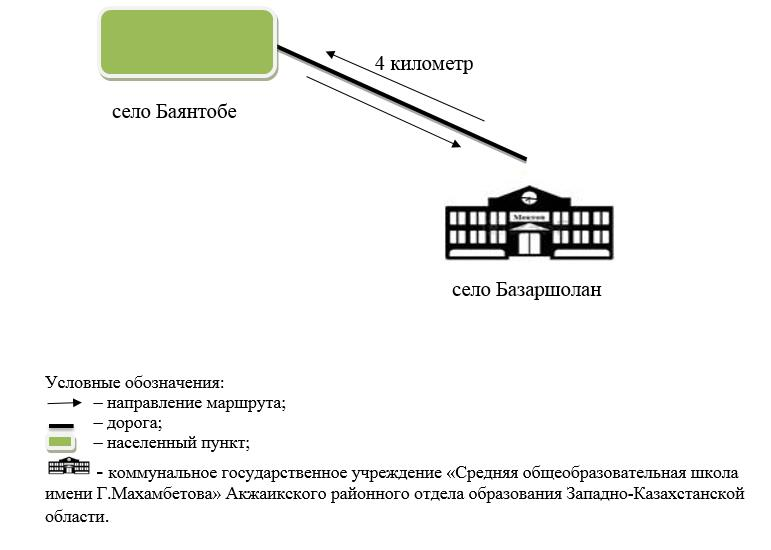 4 километр
село Баянтобе
Мектеп
село Базаршолан
Условные обозначения:
– направление маршрута;
– дорога;
– населенный пункт;
- коммунальное государственное учреждение «Средняя общеобразовательная школа
имени Г.Махамбетова» Акжаикского районного отдела образования Западно-Казахстанской
области.